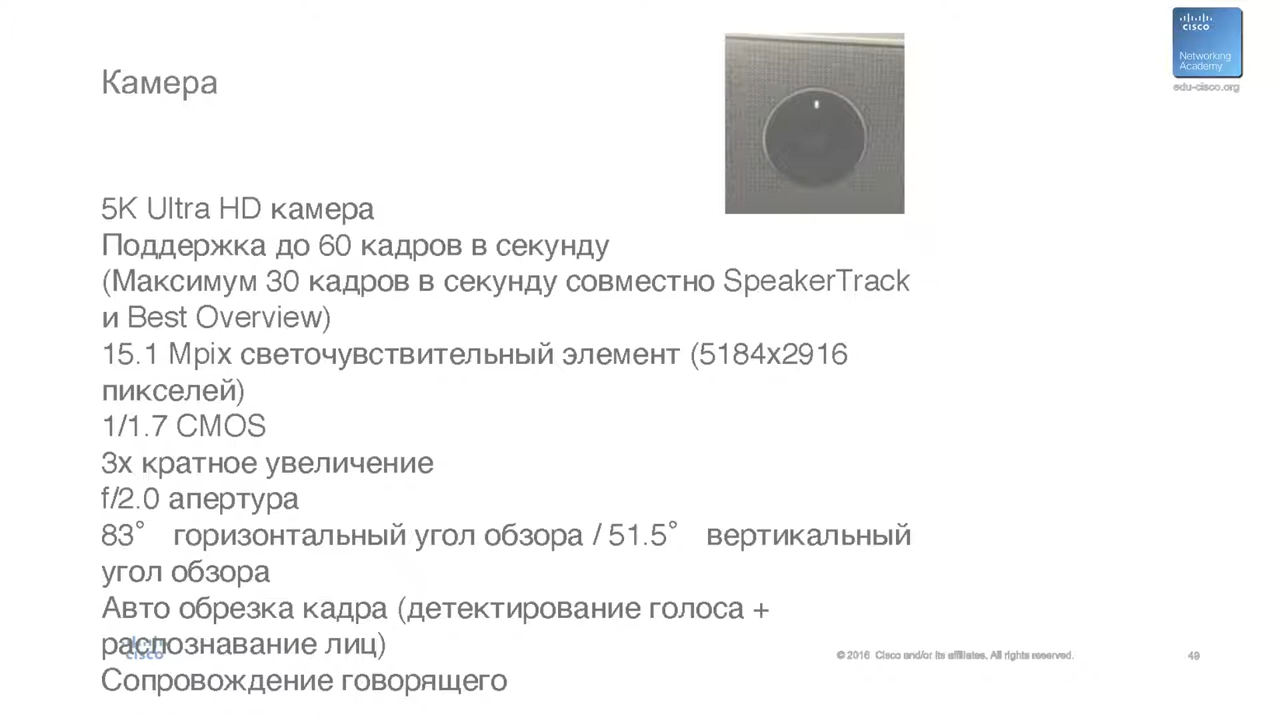 cisco
Networking
Academy
edu-cisco.org
Камера
5K Ultra HD камера
Поддержка до 60 кадров в секунду
(Максимум 30 кадров в секунду совместно SpeakerTrack
и Best Overview)
15.1 Mpix светочувствительный элемент (5184x2916
пикселей)
1/1.7 CMOS
3x кратное увеличение
f/2.0 апертура
83° горизонтальный угол обзора / 51.5° вертикальный
угол обзора
Авто обрезка кадра (детектирование голоса +
распознавание лиц)
Сопровождение говорящего
cisco
© 2016 Cisco and/or its affiliates. All rights reserved.
49